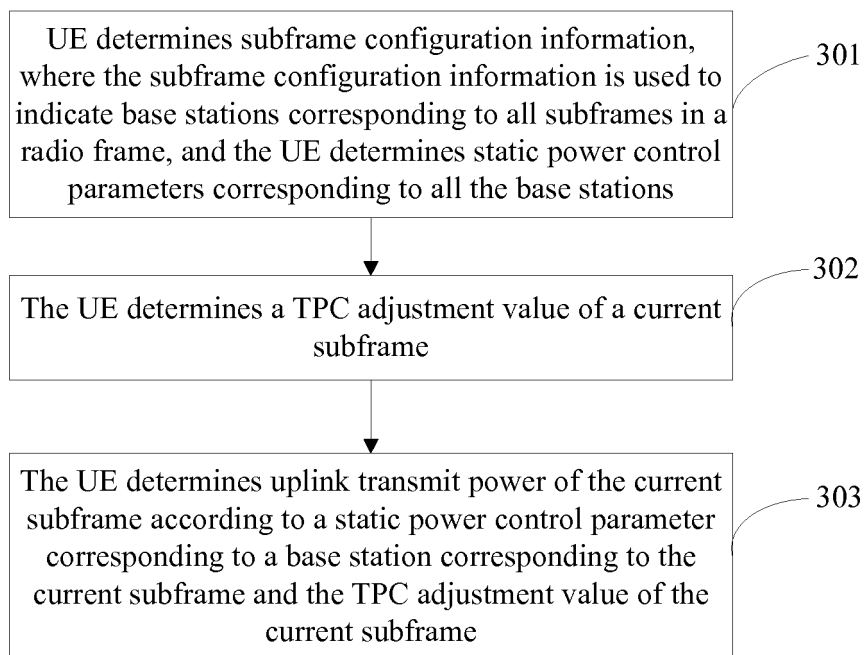 UE determines subframe configuration information,
where the subframe configuration information is used to
indicate base stations corresponding to all subframes in a
radio frame, and the UE determines static power control
parameters corresponding to all the base stations
301
The UE determines a TPC adjustment value of a current
subframe
302
The UE determines uplink transmit power of the current
subframe according to a static power control parameter
corresponding to a base station corresponding to the
current subframe and the TPC adjustment value of the
current subframe
303